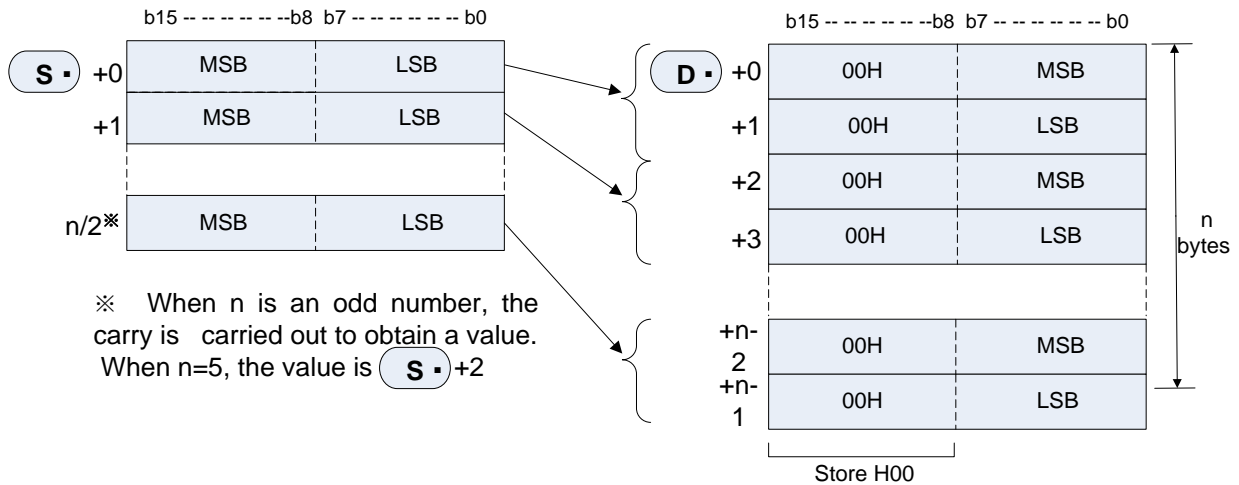 b15 -- -- -- -- -- --b8 b7 -- -- -- -- -- -- b0
S ▪ +0 MSB LSB
+1 MSB LSB
n/2※ MSB LSB
※ When n is an odd number, the
carry is carried out to obtain a value.
When n=5, the value is S ▪ +2
b15 -- -- -- -- -- --b8 b7 -- -- -- -- -- -- b0
D ▪ +0 00H MSB
+1 00H LSB
+2 00H MSB
+3 00H LSB
+n-
2 00H MSB
+n-
1 00H LSB
n
bytes
Store H00